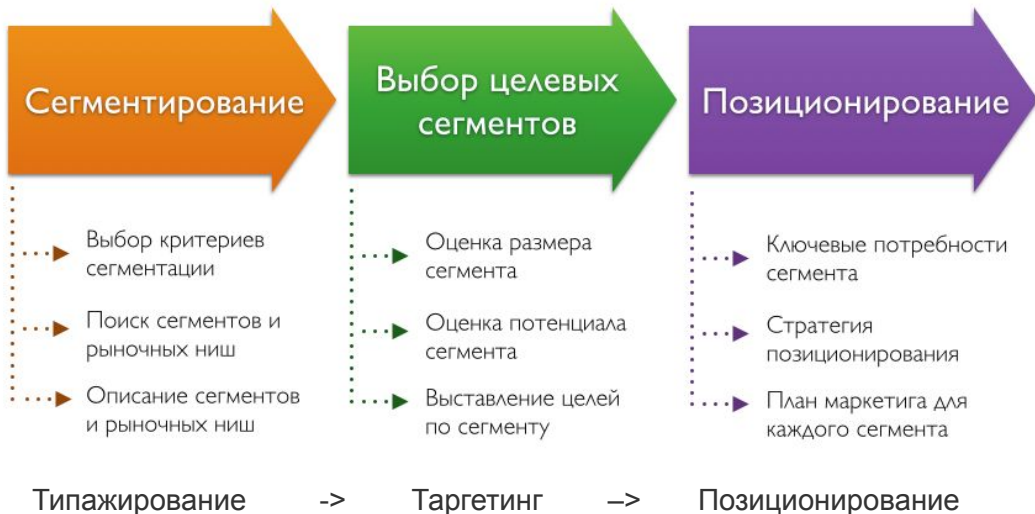 Сегментирование
Выбор критериев
сегментации
Поиск сегментов и
рыночных ниш
Описание сегментов
и рыночных ниш
Выбор целевых
сегментов
Оценка размера
сегмента
Оценка потенциала
сегмента
Выставление целей
по сегменту
Позиционирование
Ключевые потребности
сегмента
Стратегия
позиционирования
План маркетига для
каждого сегмента
Типажирование -> Таргетинг –> Позиционирование